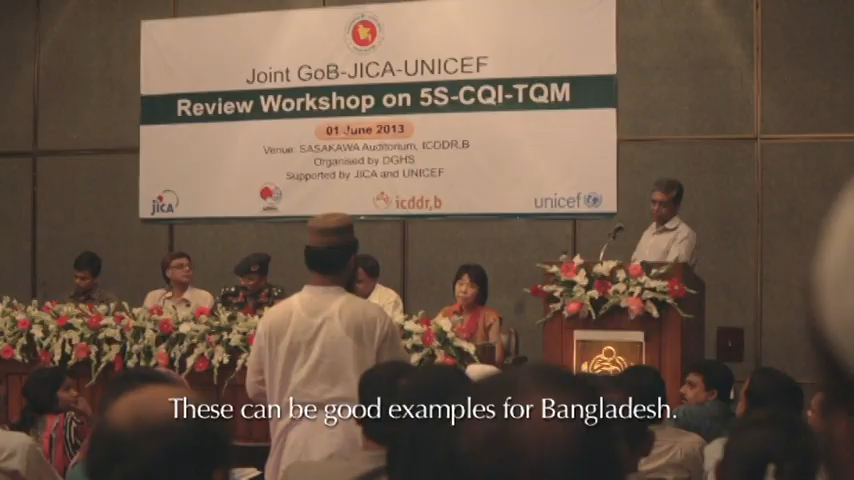 Joint GoB-JICA-UNICEF
Review Workshop on 5S-CQI-TQM
01 June 2013
Venue: SASAKAWA Auditorium, ICDDR,B
Organised by DGHS
Supported by JICA and UNICEF
jICA
icddr,b
unicef
These can be good examples for Bangladesh.